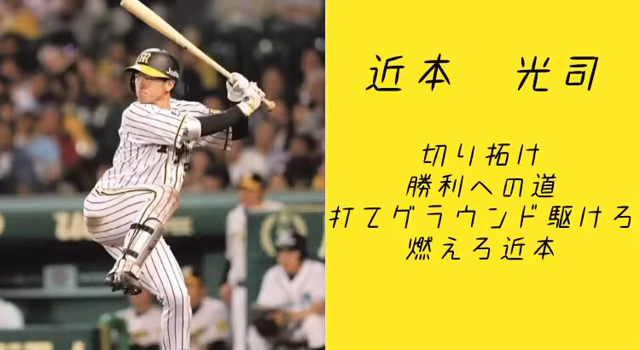 近本 光司
切り拓け
勝利への道
打てグラウンド駆けろ
燃えろ近本